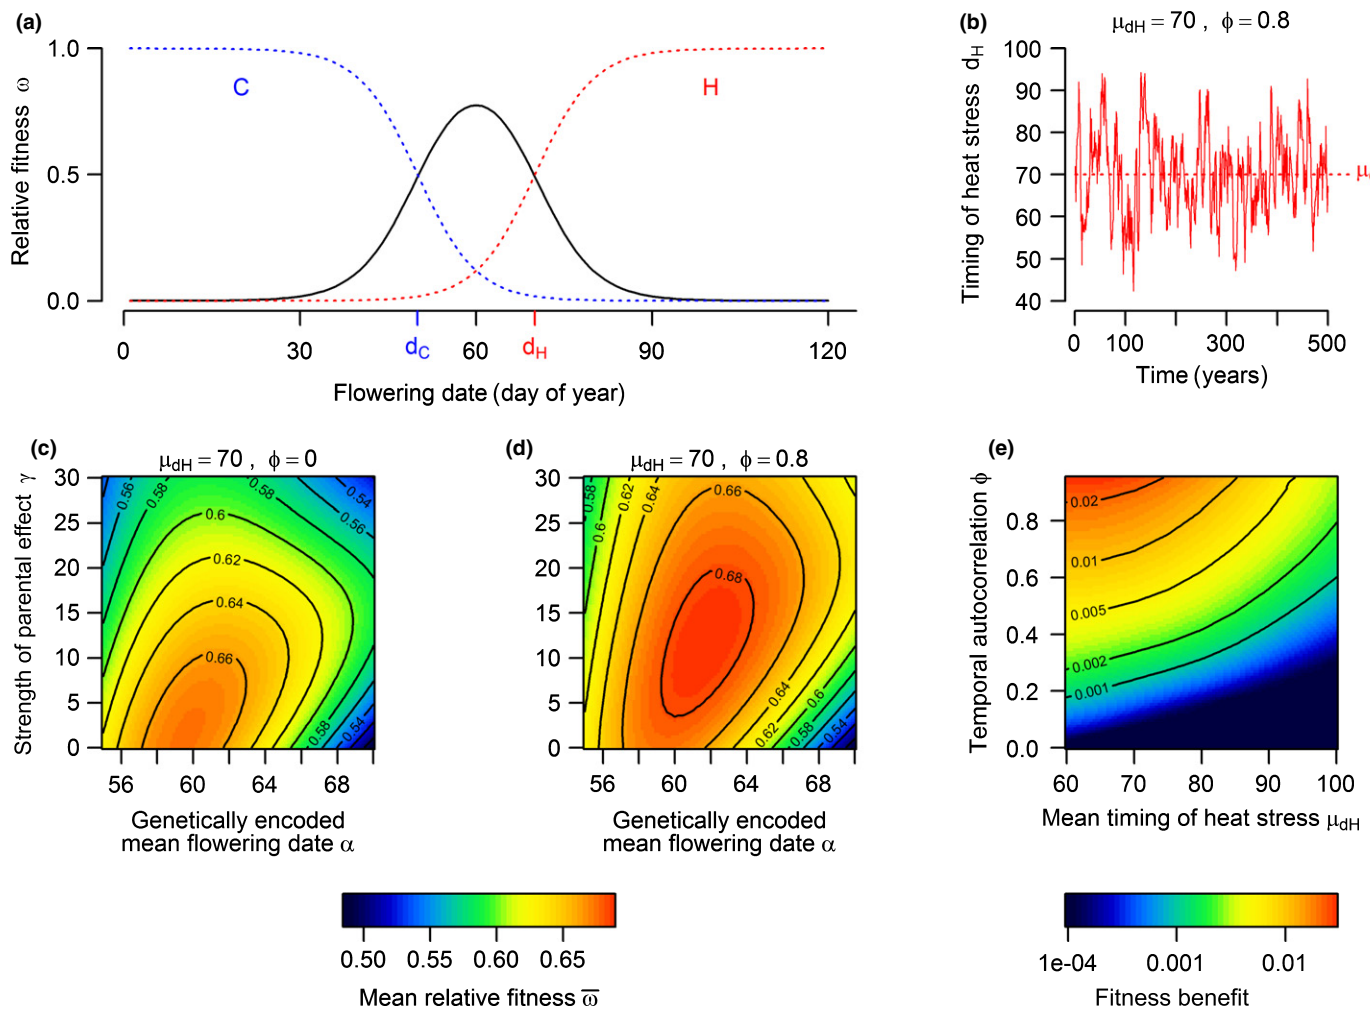 (a)
1.0
0.5
0.0
Relative fitness ω
C
H
0 30 60 90 120
dC dH
Flowering date (day of year)
(b)
μdH = 70 , ϕ = 0.8
100
90
80
70
60
50
40
Timing of heat stress dH
μ
0 100 300 500
Time (years)
(c)
μdH = 70 , ϕ = 0
30
25
20
15
10
5
0
Strength of parental effect γ
0.56 0.58 0.58 0.54
0.56
0.6
0.62
0.64
0.66
0.58 0.54
56 60 64 68
Genetically encoded
mean flowering date α
(d)
μdH = 70 , ϕ = 0.8
30
25
20
15
10
5
0
0.58 0.62 0.64 0.66
0.6
0.68
0.64 0.6
0.62 0.58 0.54
56 60 64 68
Genetically encoded
mean flowering date α
(e)
0.8
0.6
0.4
0.2
0.0
Temporal autocorrelation ϕ
0.02
0.01
0.005
0.002
0.001
60 70 80 90 100
Mean timing of heat stress μdH
0.50 0.55 0.60 0.65
Mean relative fitness ω̅
1e-04 0.001 0.01
Fitness benefit